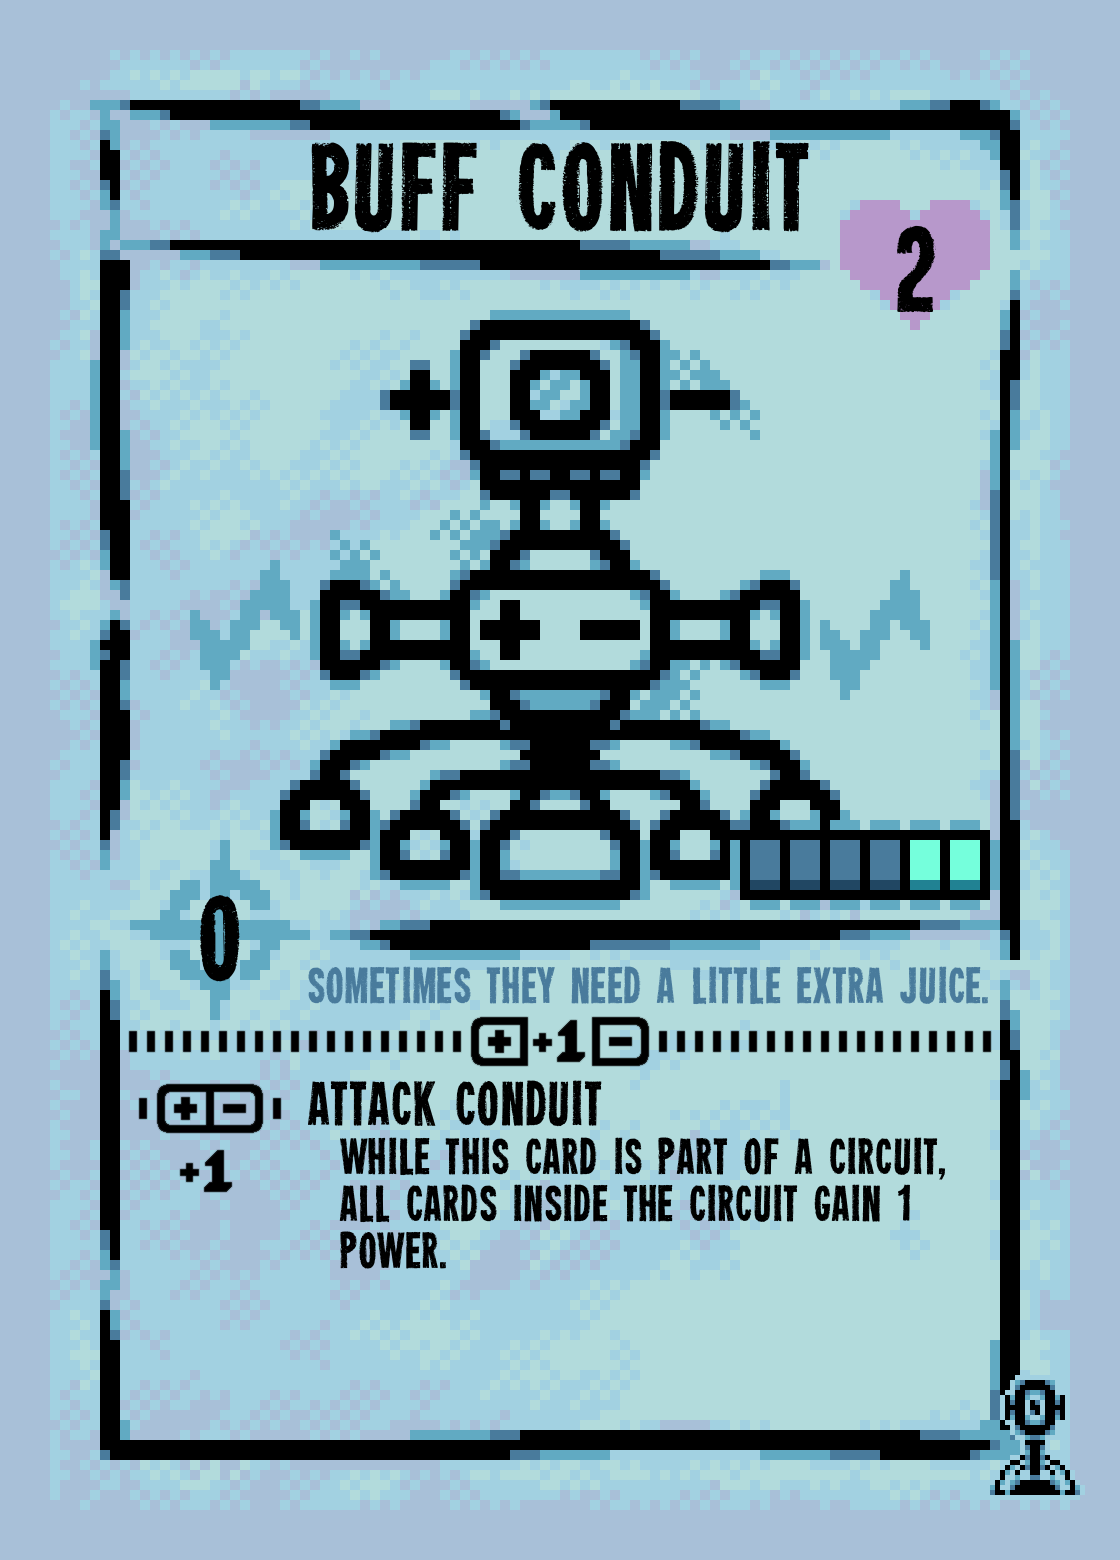 BUFF CONDUIT
2
+ -
+ -
0
SOMETIMES THEY NEED A LITTLE EXTRA JUICE.
+ +1 -
+ - ATTACK CONDUIT
+1
WHILE THIS CARD IS PART OF A CIRCUIT,
ALL CARDS INSIDE THE CIRCUIT GAIN 1
POWER.